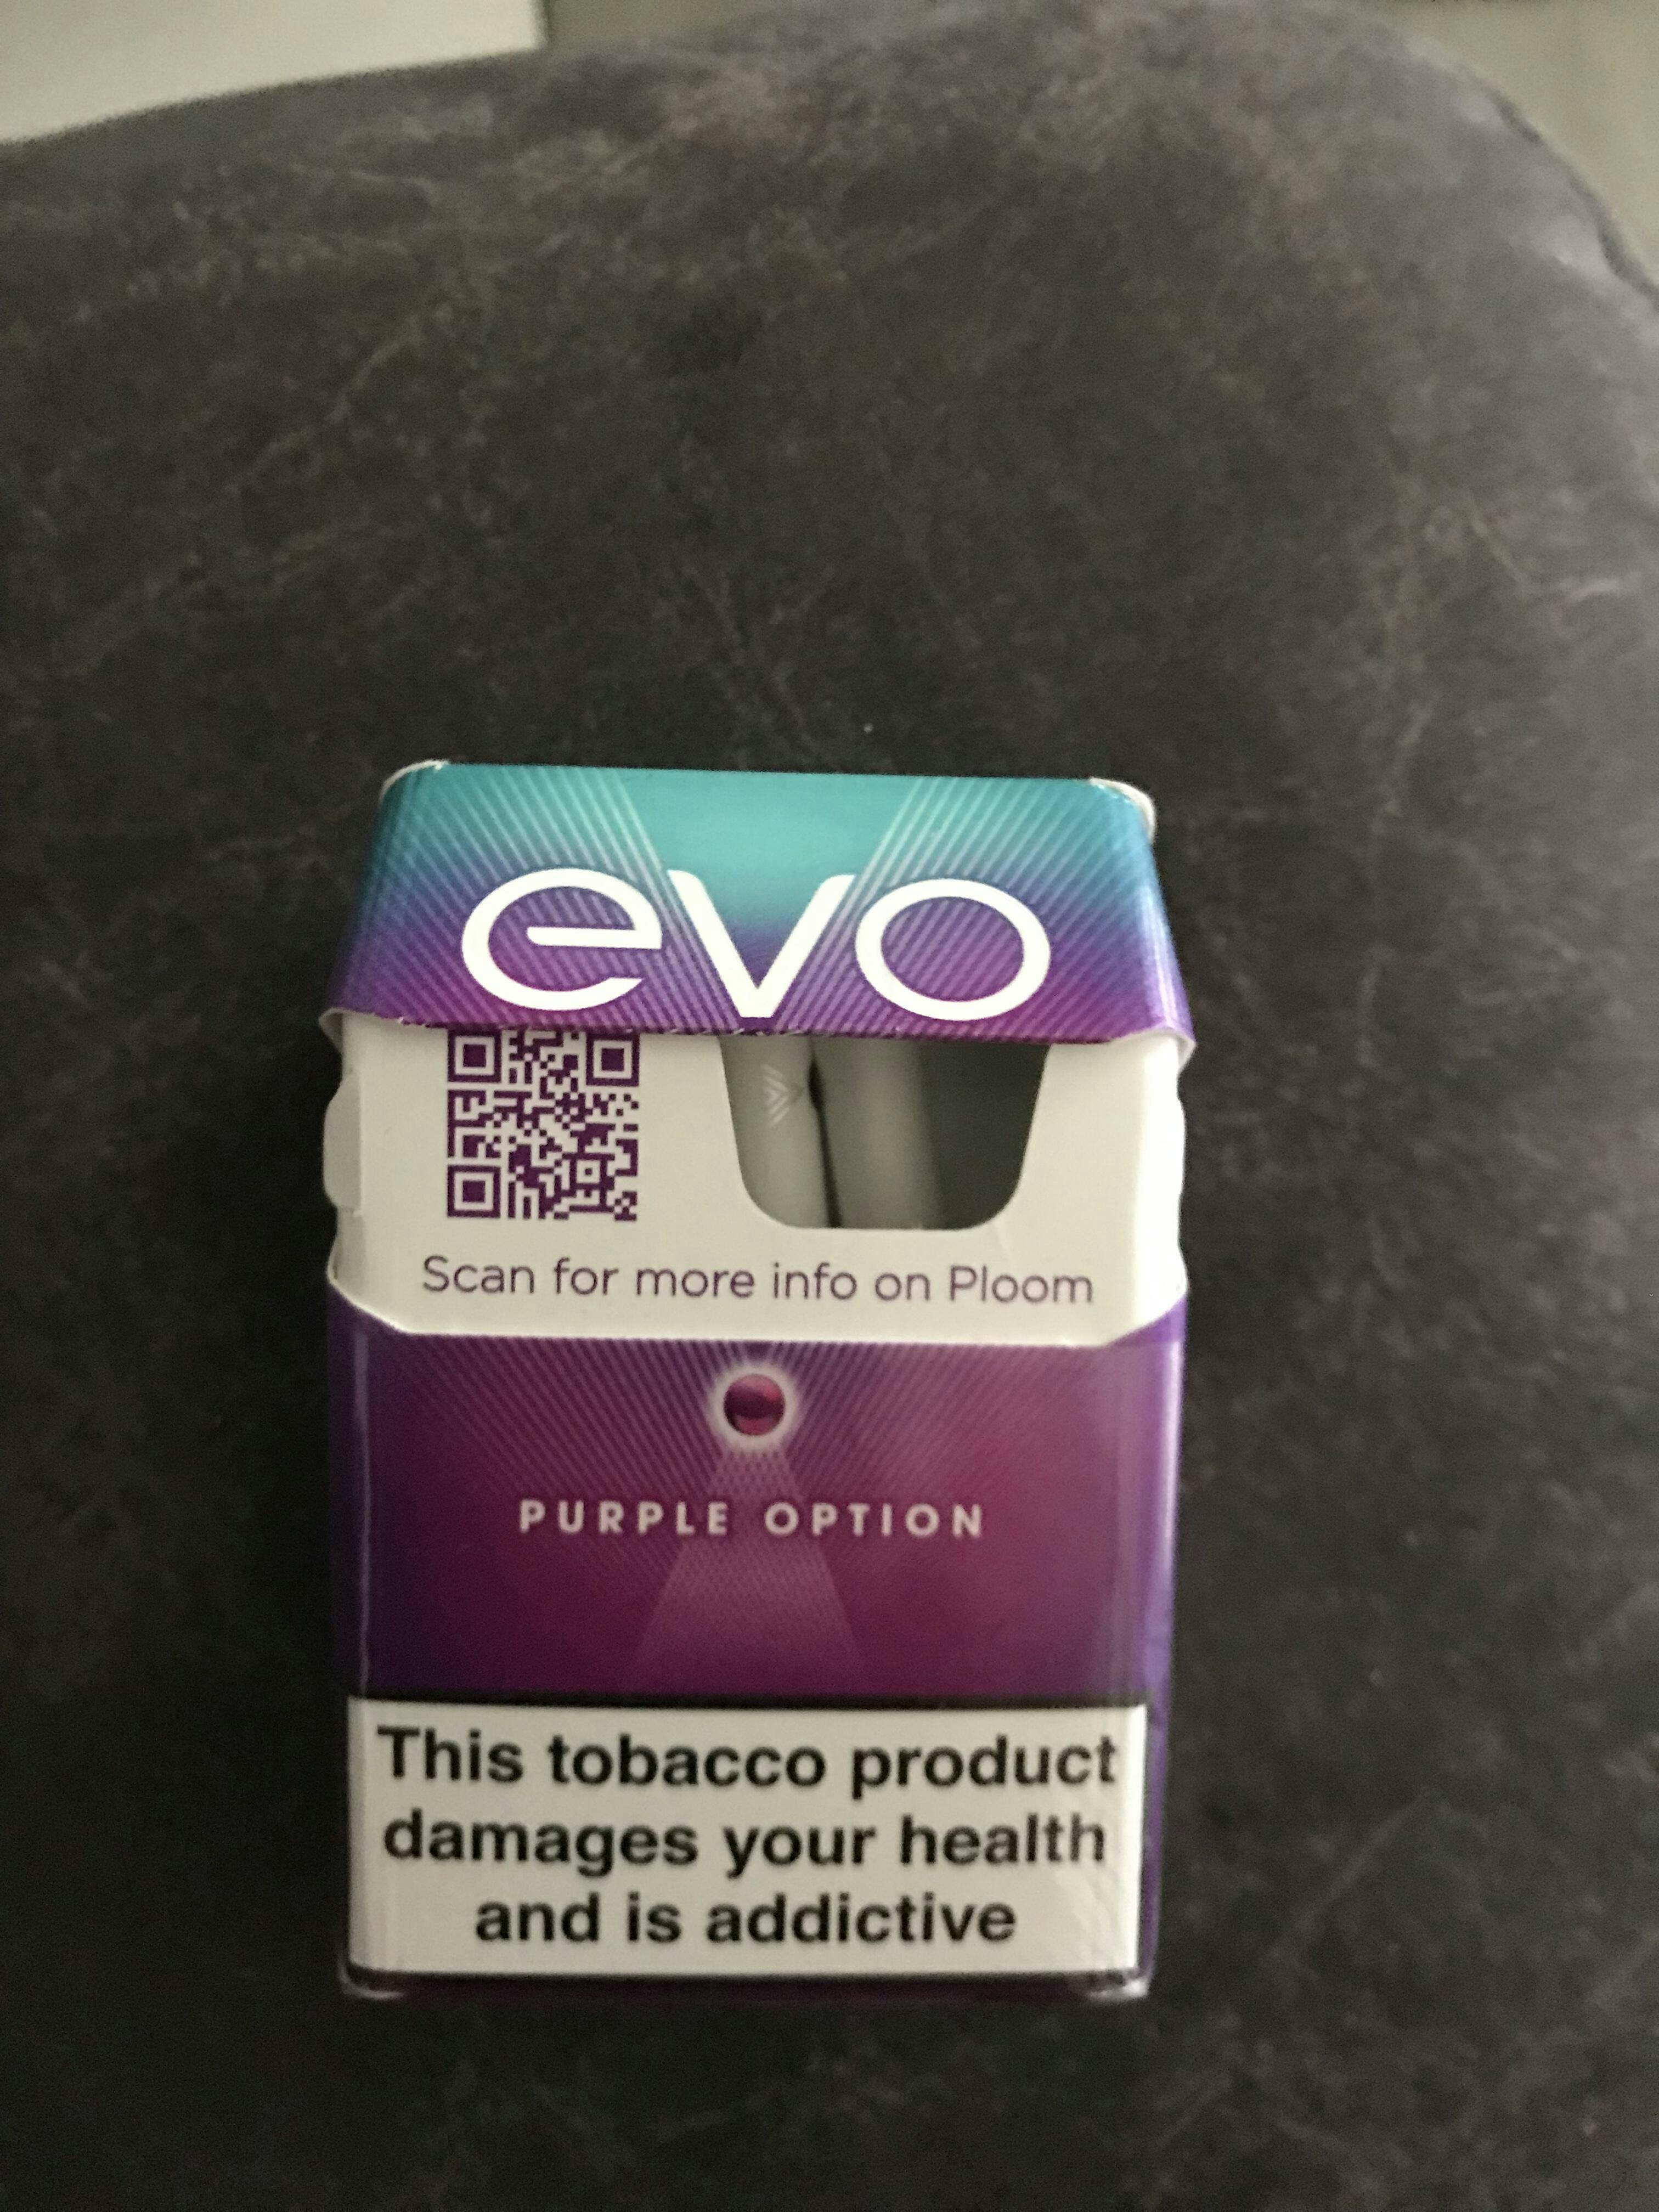 evo
Scan for more info on Ploom
PURPLE OPTION
This tobacco product
damages your health
and is addictive